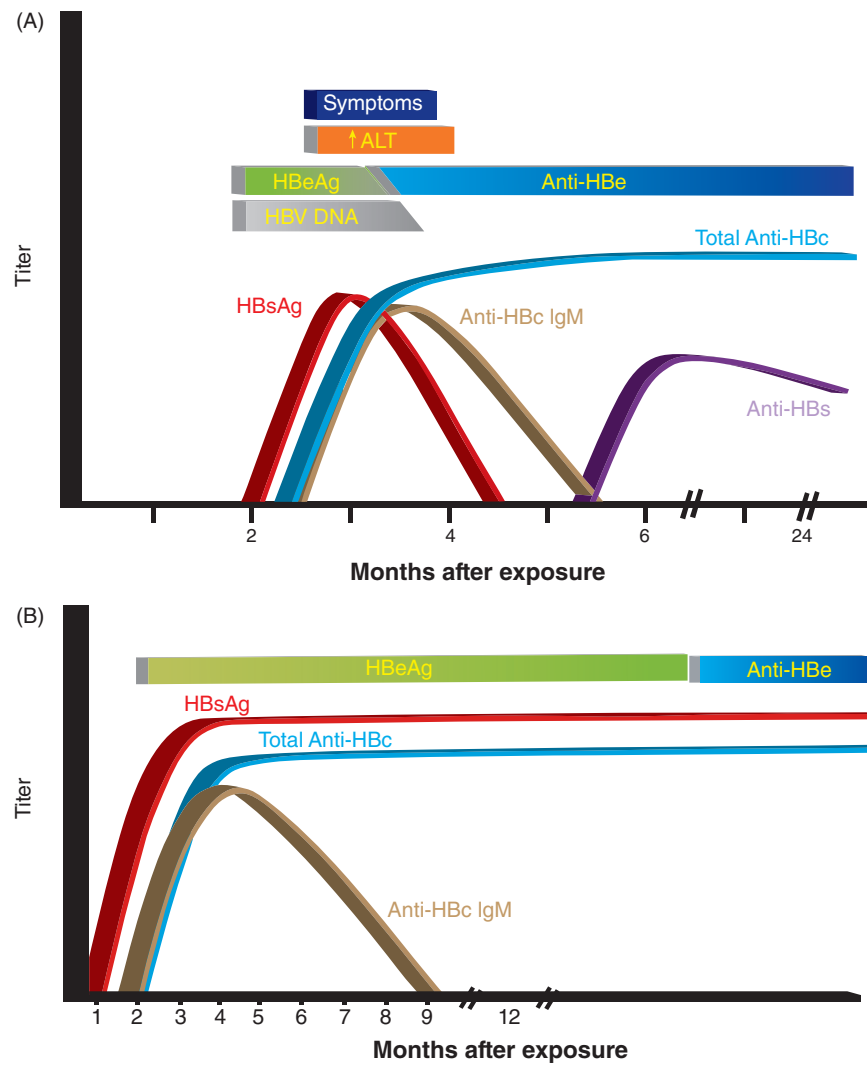 (A)
Symptoms
↑ALT
HBeAg
Anti-HBe
HBV DNA
Total Anti-HBc
HBsAg
Anti-HBc IgM
Anti-HBs
Titer
2
4
6
24
Months after exposure
(B)
HBeAg
Anti-HBe
HBsAg
Total Anti-HBc
Anti-HBc IgM
Titer
1 2 3 4 5 6 7 8 9 12
Months after exposure